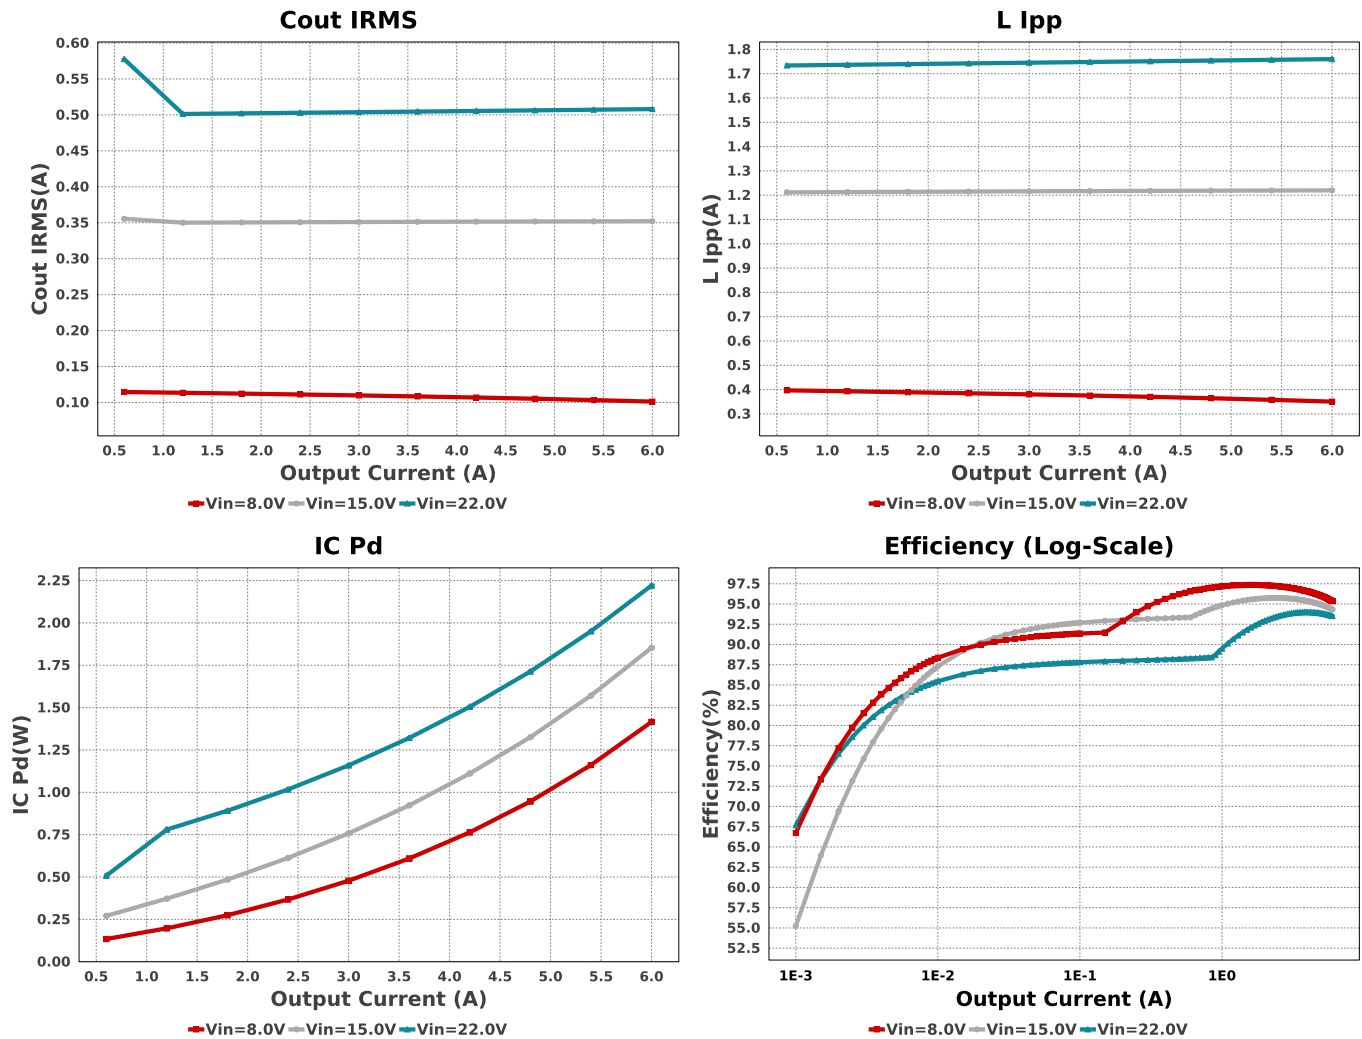 Cout IRMS
0.60
0.55
0.50
0.45
0.40
0.35
0.30
0.25
0.20
0.15
0.10
Cout IRMS(A)
0.5 1.0 1.5 2.0 2.5 3.0 3.5 4.0 4.5 5.0 5.5 6.0
Output Current (A)
Vin=8.0V Vin=15.0V Vin=22.0V
L Ipp
1.8
1.7
1.6
1.5
1.4
1.3
1.2
1.1
1.0
0.9
0.8
0.7
0.6
0.5
0.4
0.3
L Ipp(A)
0.5 1.0 1.5 2.0 2.5 3.0 3.5 4.0 4.5 5.0 5.5 6.0
Output Current (A)
Vin=8.0V Vin=15.0V Vin=22.0V
IC Pd
2.25
2.00
1.75
1.50
1.25
1.00
0.75
0.50
0.25
0.00
IC Pd(W)
0.5 1.0 1.5 2.0 2.5 3.0 3.5 4.0 4.5 5.0 5.5 6.0
Output Current (A)
Vin=8.0V Vin=15.0V Vin=22.0V
Efficiency (Log-Scale)
97.5
95.0
92.5
90.0
87.5
85.0
82.5
80.0
77.5
75.0
72.5
70.0
67.5
65.0
62.5
60.0
57.5
55.0
52.5
Efficiency(%)
1E-3 1E-2 1E-1 1E0
Output Current (A)
Vin=8.0V Vin=15.0V Vin=22.0V